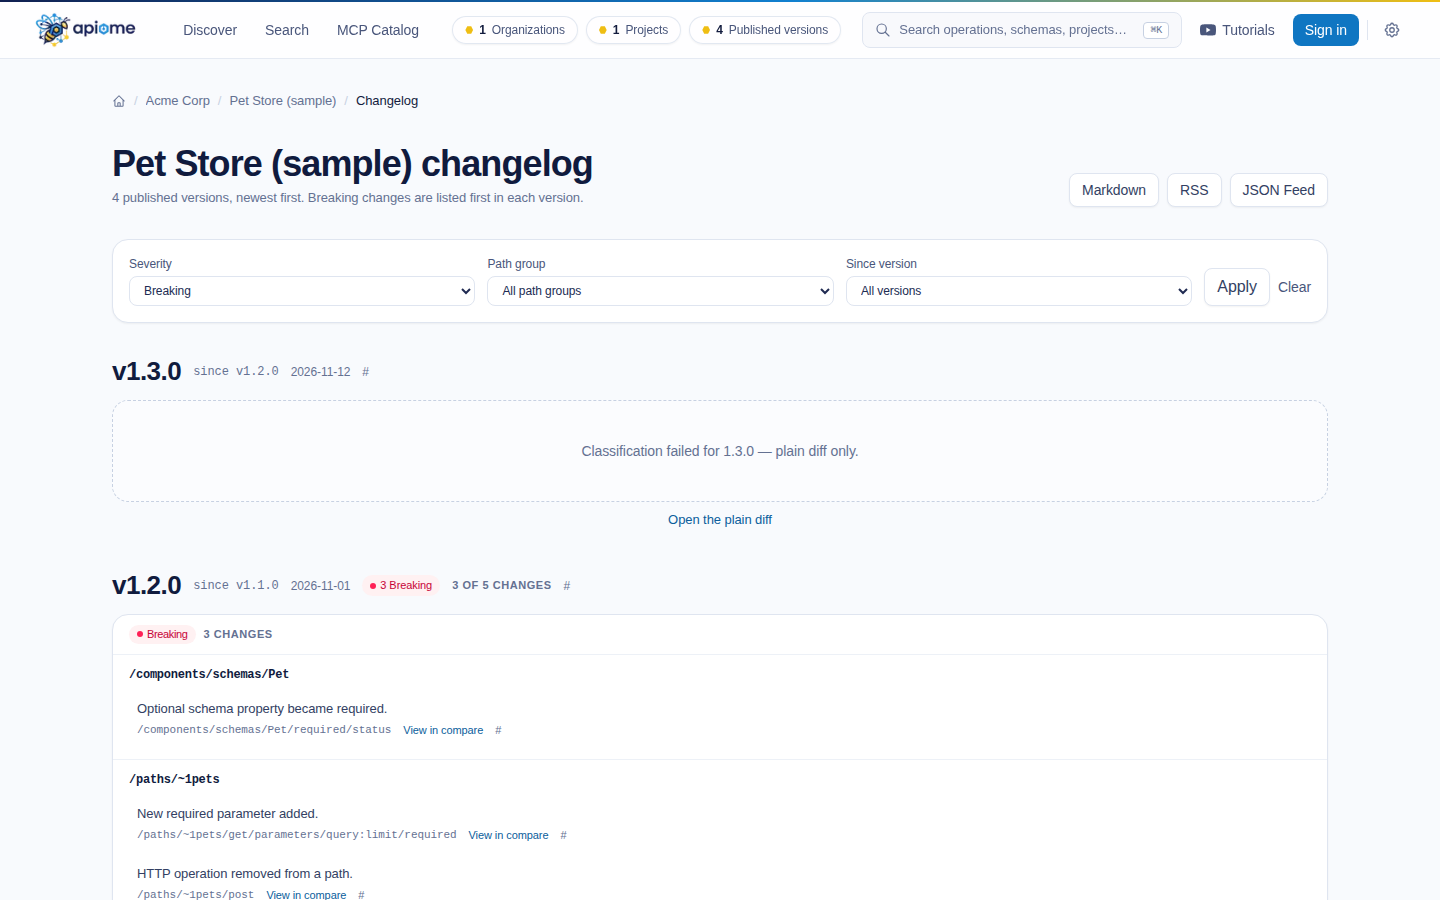 apiome
Discover
Search
MCP Catalog
1 Organizations
1 Projects
4 Published versions
Search operations, schemas, projects…
⌘K
Tutorials
Sign in
/ Acme Corp / Pet Store (sample) / Changelog
Pet Store (sample) changelog
4 published versions, newest first. Breaking changes are listed first in each version.
Markdown
RSS
JSON Feed
Severity
Breaking
Path group
All path groups
Since version
All versions
Apply
Clear
v1.3.0 since v1.2.0 2026-11-12 #
Classification failed for 1.3.0 — plain diff only.
Open the plain diff
v1.2.0 since v1.1.0 2026-11-01 3 Breaking 3 OF 5 CHANGES #
Breaking 3 CHANGES
/components/schemas/Pet
Optional schema property became required.
/components/schemas/Pet/required/status View in compare #
/paths/~1pets
New required parameter added.
/paths/~1pets/get/parameters/query:limit/required View in compare #
HTTP operation removed from a path.
/paths/~1pets/post View in compare #